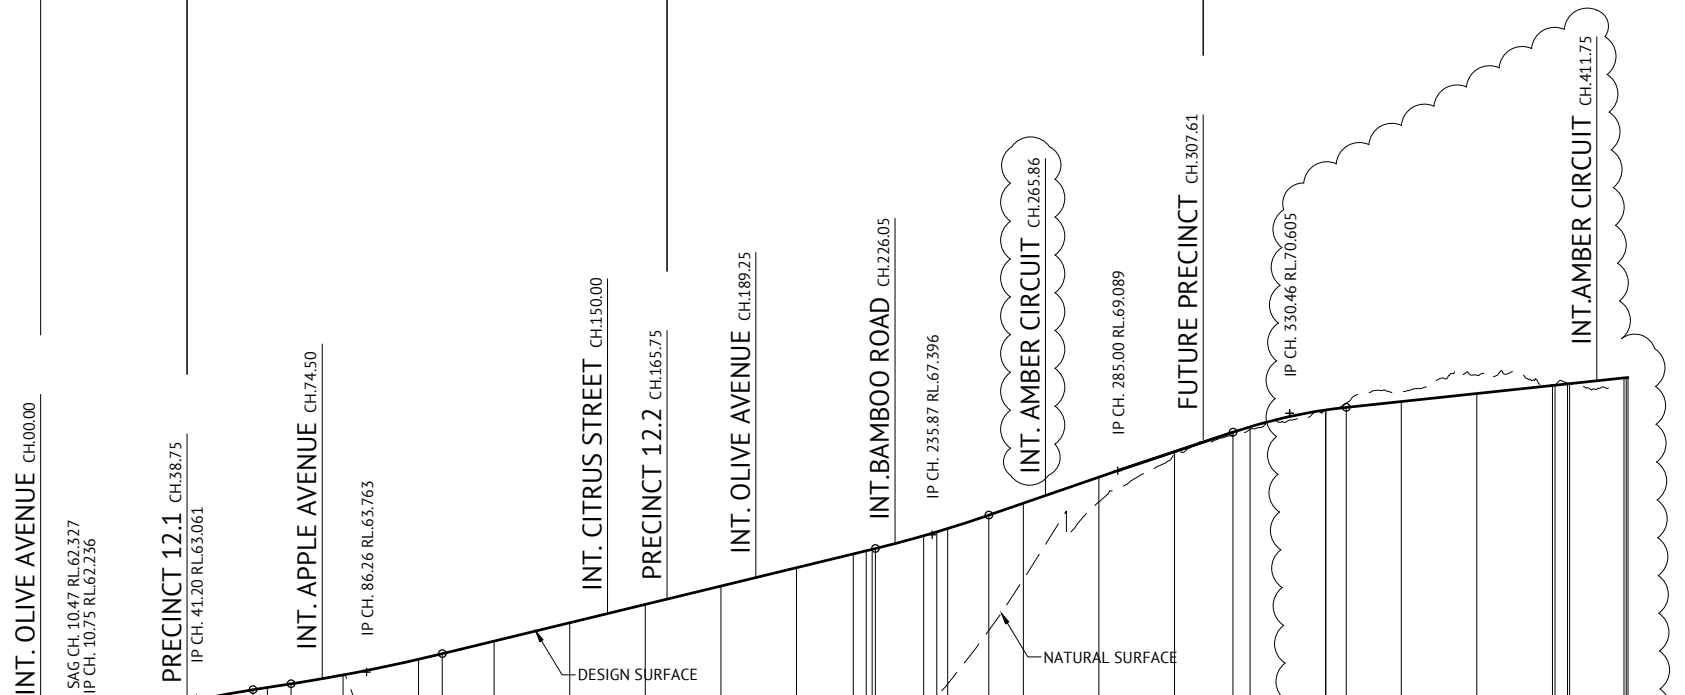 INT. OLIVE AVENUE CH.00.00
SAG CH. 10.47 RL.62.327
IP CH. 10.75 RL.62.236
PRECINCT 12.1 CH.38.75
IP CH. 41.20 RL.63.061
INT. APPLE AVENUE CH.74.50
IP CH. 86.26 RL.63.763
INT. CITRUS STREET CH.150.00
PRECINCT 12.2 CH.165.75
INT. OLIVE AVENUE CH.189.25
INT.BAMBOO ROAD CH.226.05
IP CH. 235.87 RL.67.396
INT. AMBER CIRCUIT CH.265.86
IP CH. 285.00 RL.69.089
FUTURE PRECINCT CH.307.61
IP CH. 330.46 RL.70.605
INT.AMBER CIRCUIT CH.411.75
DESIGN SURFACE
NATURAL SURFACE